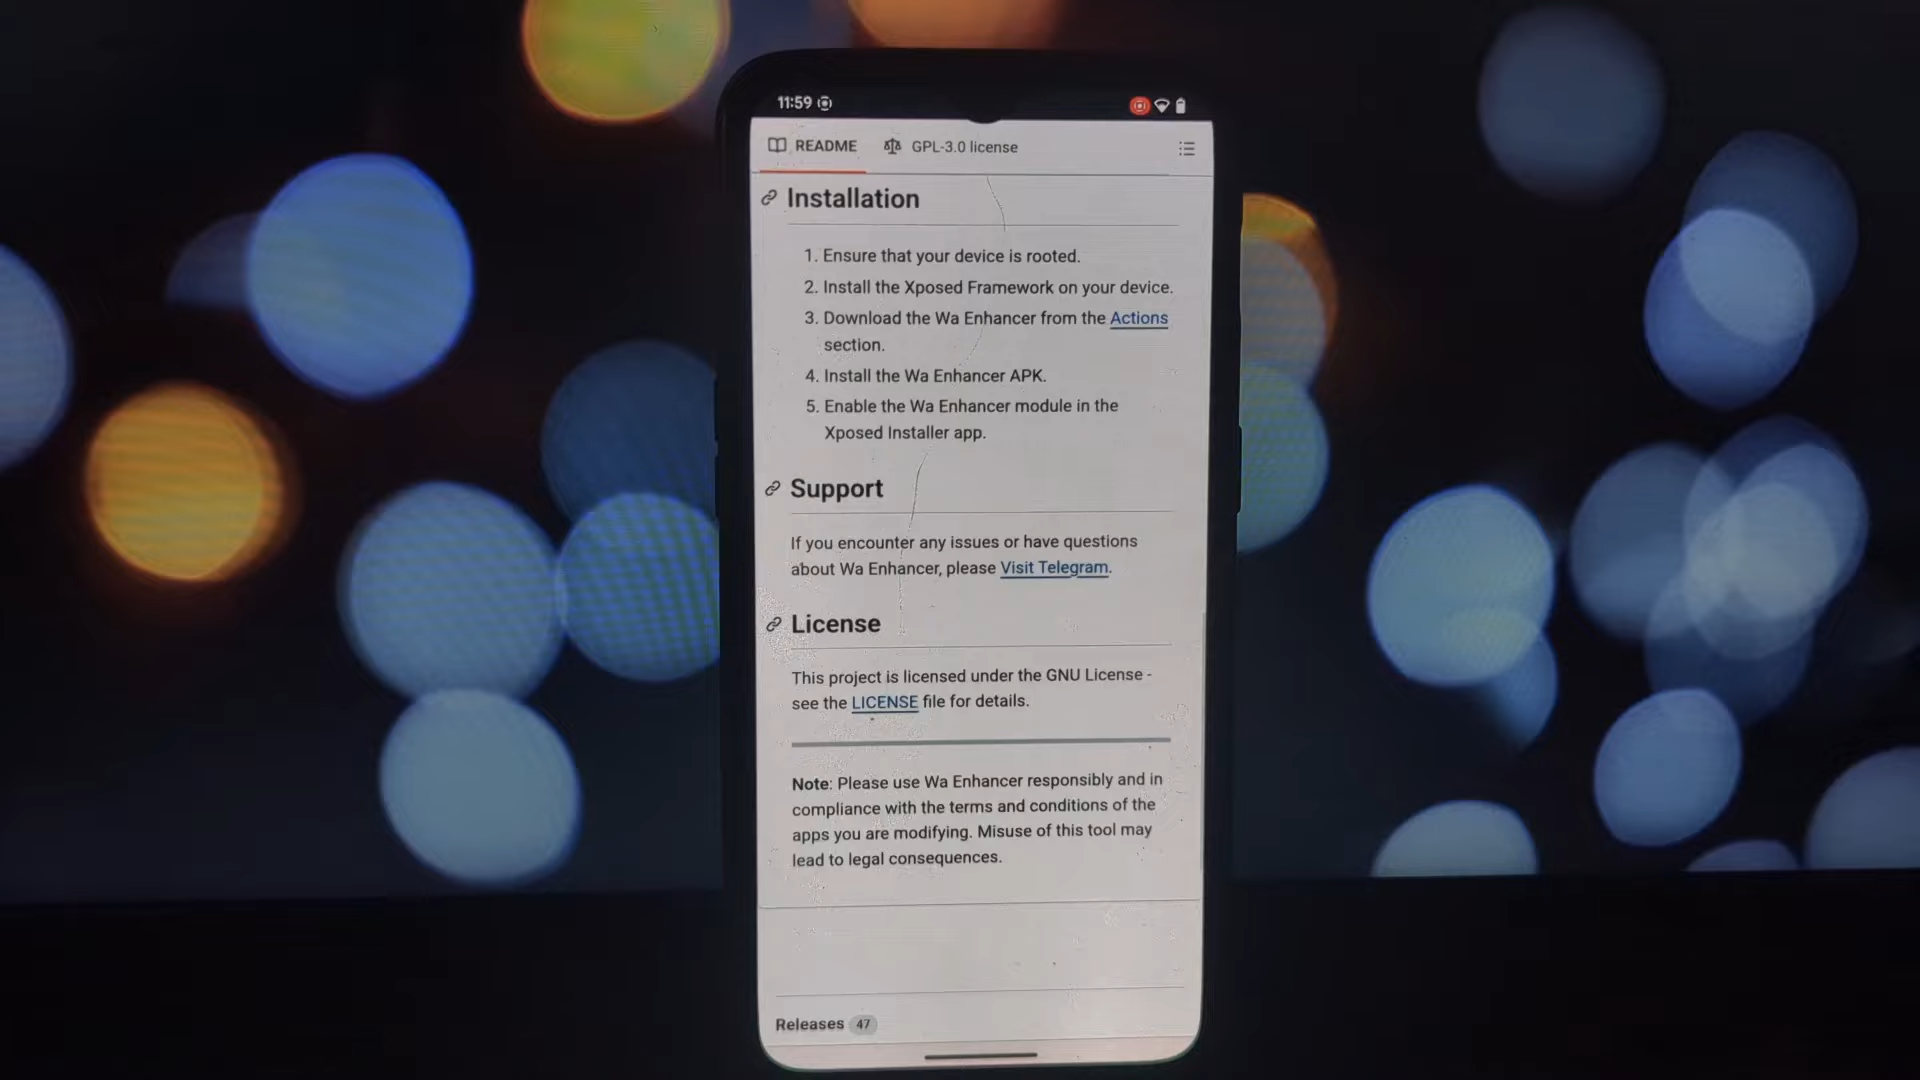 11:59
README
GPL-3.0 license
Installation
1. Ensure that your device is rooted.
2. Install the Xposed Framework on your device.
3. Download the Wa Enhancer from the Actions
section.
4. Install the Wa Enhancer APK.
5. Enable the Wa Enhancer module in the
Xposed Installer app.
Support
If you encounter any issues or have questions
about Wa Enhancer, please Visit Telegram.
License
This project is licensed under the GNU License -
see the LICENSE file for details.
Note: Please use Wa Enhancer responsibly and in
compliance with the terms and conditions of the
apps you are modifying. Misuse of this tool may
lead to legal consequences.
Releases 47